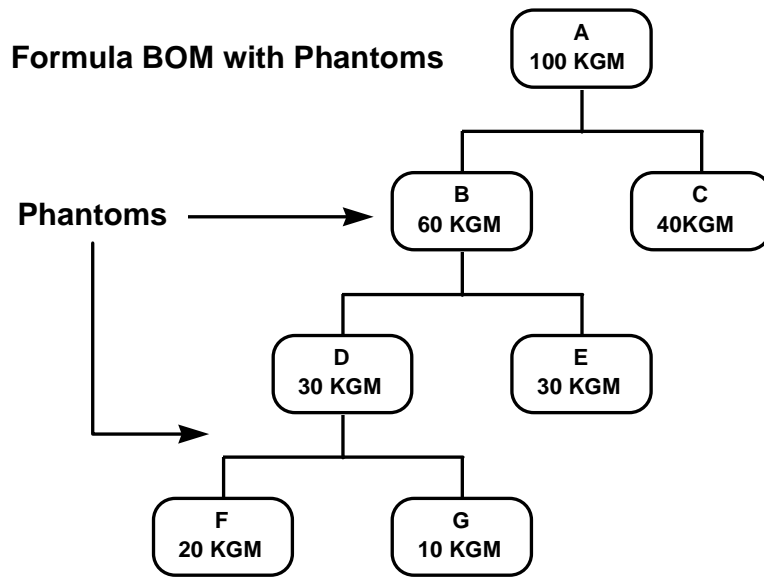 Formula BOM with Phantoms
A
100 KGM
Phantoms
B
60 KGM
C
40KGM
D
30 KGM
E
30 KGM
F
20 KGM
G
10 KGM